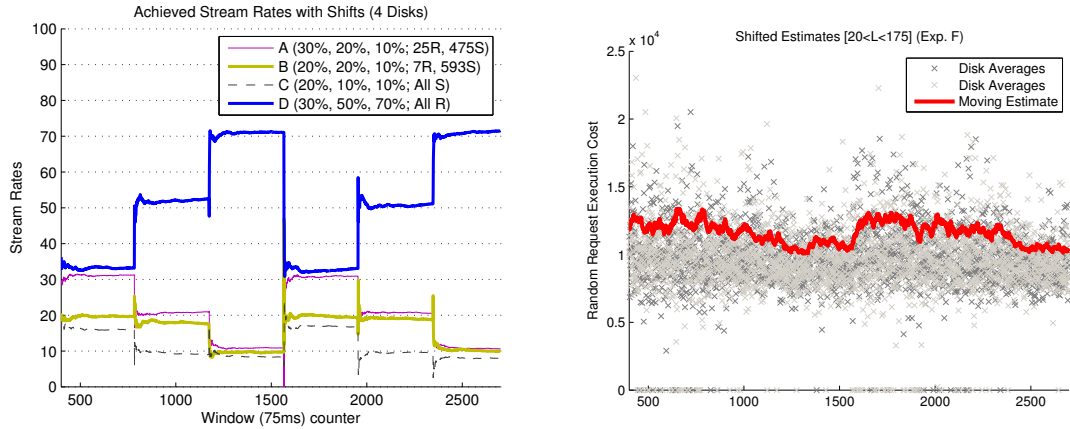 Achieved Stream Rates with Shifts (4 Disks)
100
90
80
70
60
50
40
30
20
10
0
Stream Rates
A (30%, 20%, 10%; 25R, 475S)
B (20%, 20%, 10%; 7R, 593S)
C (20%, 10%, 10%; All S)
D (30%, 50%, 70%; All R)
500 1000 1500 2000 2500
Window (75ms) counter
Shifted Estimates [20<L<175] (Exp. F)
x 10^4
2.5
2.0
1.5
1.0
0.5
0
Random Request Execution Cost
Disk Averages
Disk Averages
Moving Estimate
500 1000 1500 2000 2500